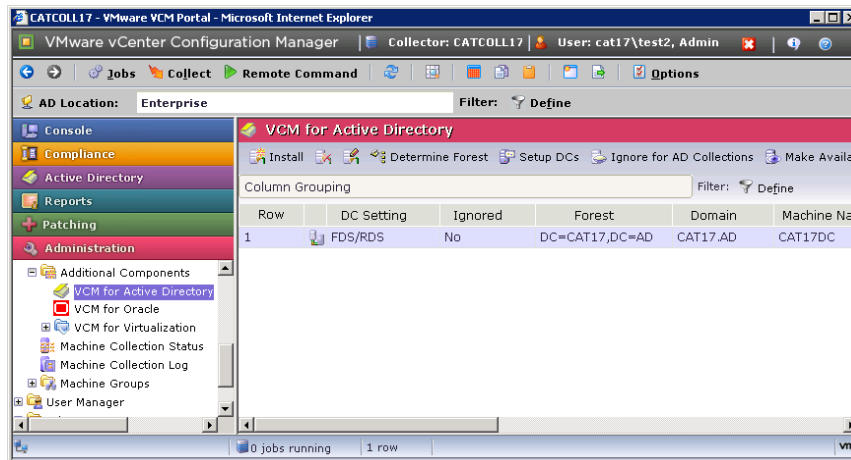 CATCOLL17 - VMware VCM Portal - Microsoft Internet Explorer
VMware vCenter Configuration Manager | Collector: CATCOLL17 | User: cat17\test2, Admin
Jobs Collect Remote Command Options
AD Location: Enterprise Filter: Define
Console
Compliance
Active Directory
Reports
Patching
Administration
Additional Components
VCM for Active Directory
VCM for Oracle
VCM for Virtualization
Machine Collection Status
Machine Collection Log
Machine Groups
User Manager
VCM for Active Directory
Install Determine Forest Setup DCs Ignore for AD Collections Make Availa
Column Grouping Filter: Define
Row DC Setting Ignored Forest Domain Machine Na
1 FDS/RDS No DC=CAT17,DC=AD CAT17.AD CAT17DC
0 jobs running 1 row vm